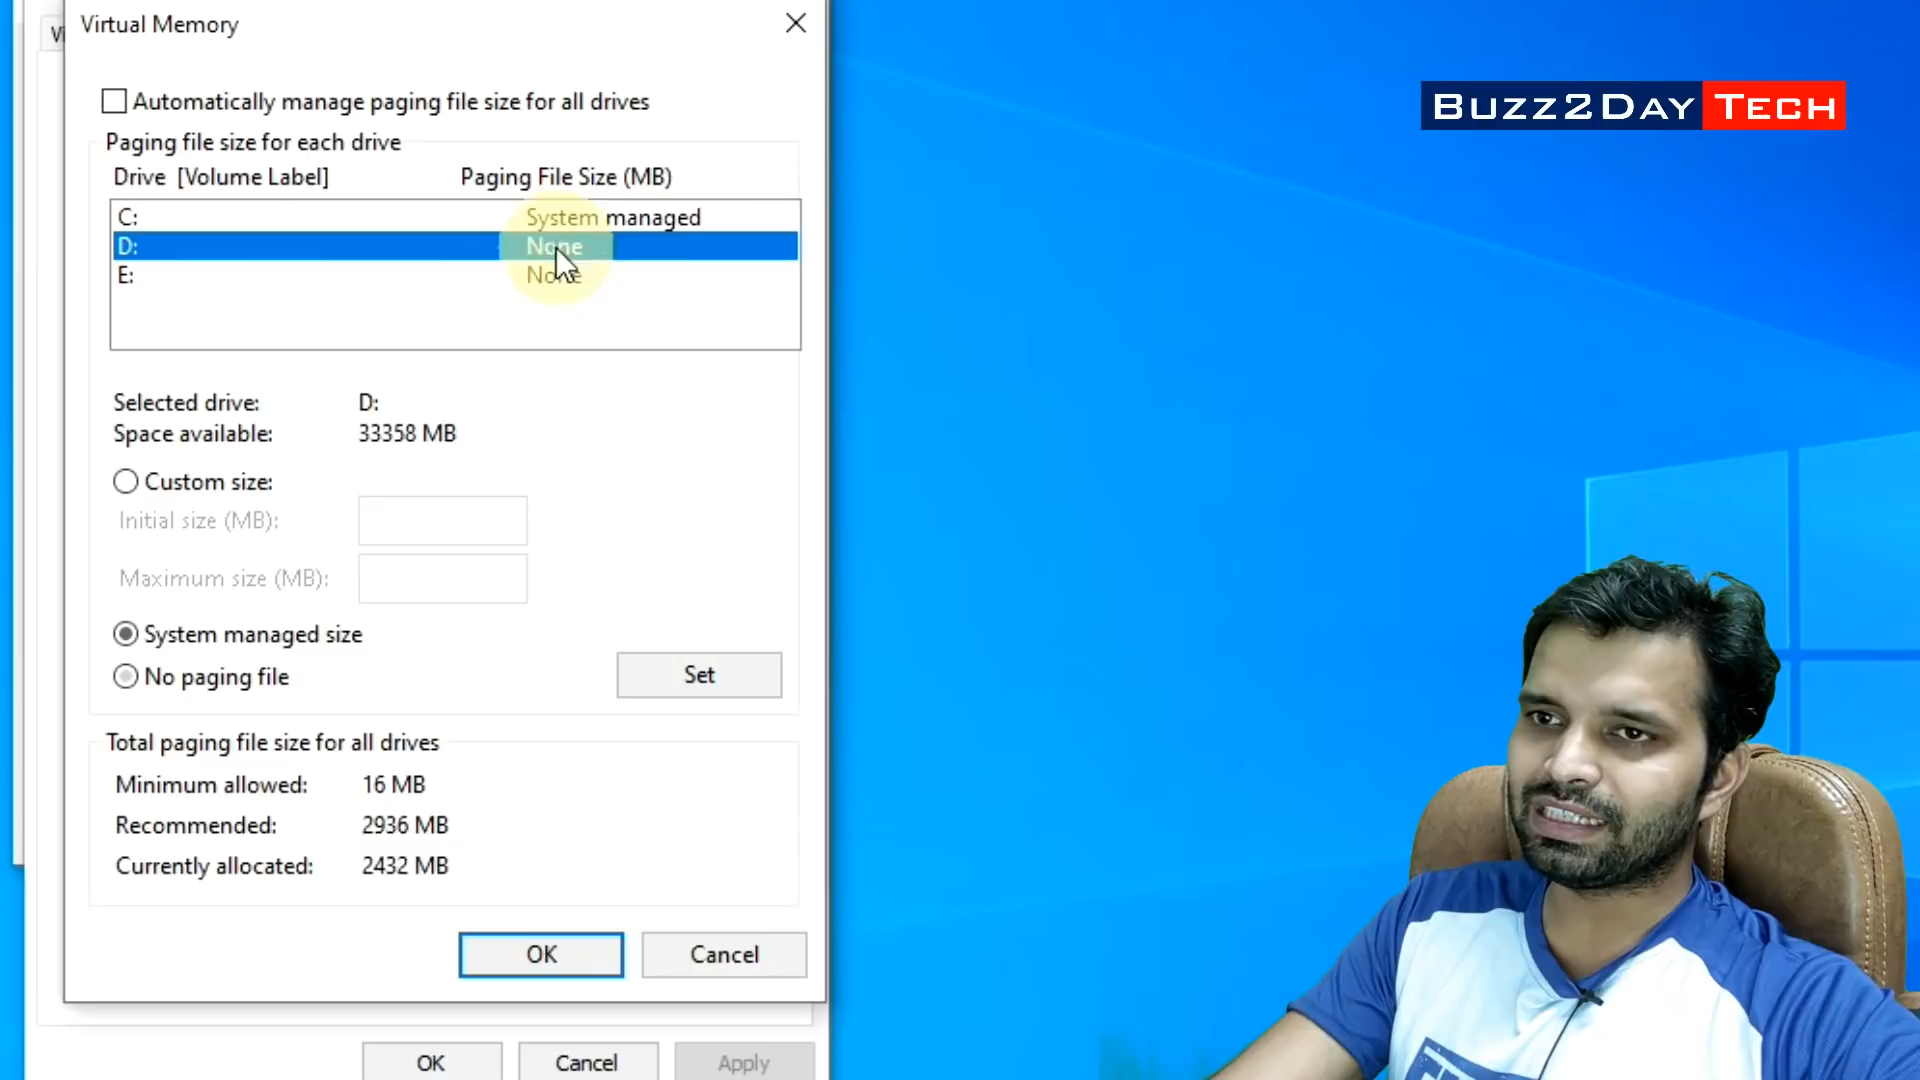 Virtual Memory
Automatically manage paging file size for all drives
Paging file size for each drive
Drive [Volume Label] Paging File Size (MB)
C: System managed
D: None
E: None
Selected drive: D:
Space available: 33358 MB
Custom size:
Initial size (MB):
Maximum size (MB):
System managed size
No paging file
Set
Total paging file size for all drives
Minimum allowed: 16 MB
Recommended: 2936 MB
Currently allocated: 2432 MB
OK Cancel
OK Cancel Apply
BUZZ2DAY TECH